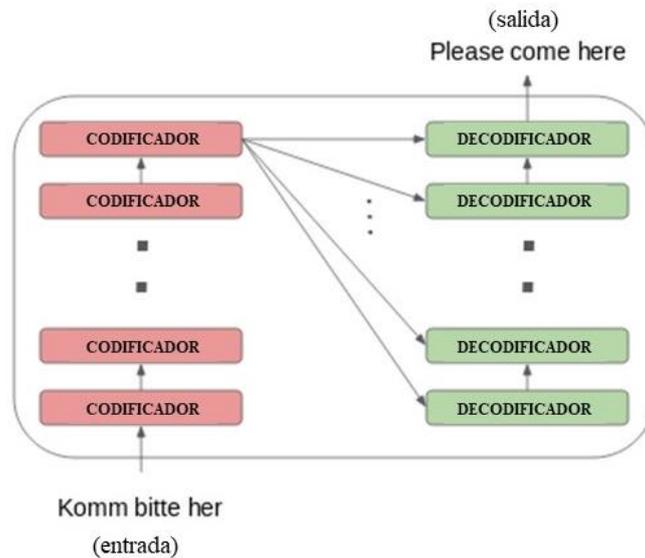 (salida)
Please come here
CODIFICADOR
DECODIFICADOR
CODIFICADOR
DECODIFICADOR
CODIFICADOR
DECODIFICADOR
CODIFICADOR
DECODIFICADOR
Komm bitte her
(entrada)